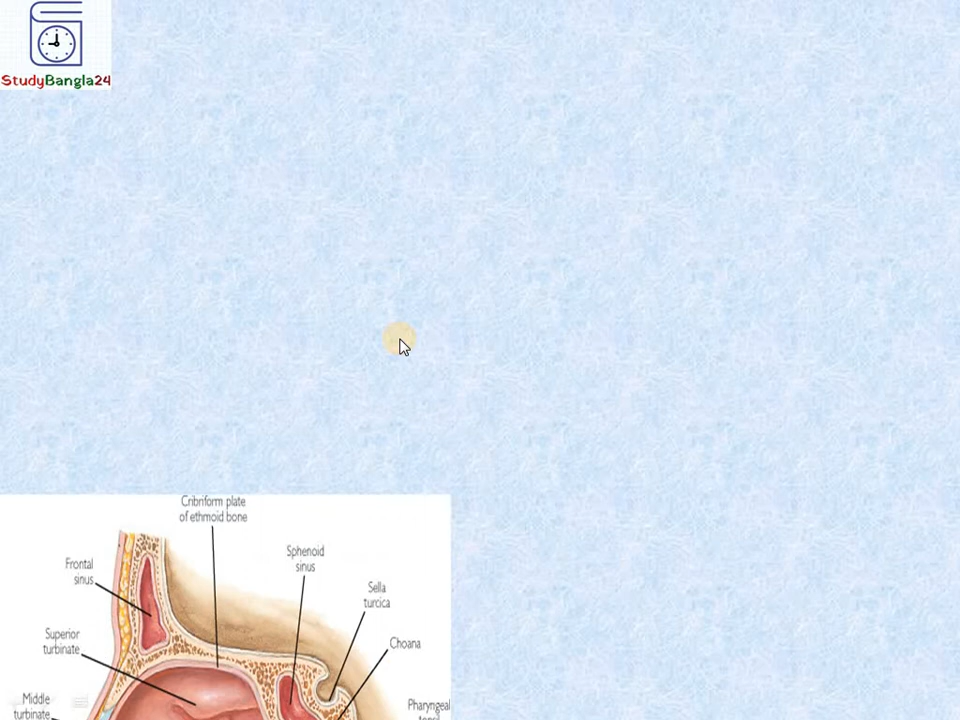 StudyBangla24
Cribriform plate
of ethmoid bone
Sphenoid
sinus
Frontal
sinus
Sella
turcica
Superior
turbinate
Choana
Middle
turbinate
Pharyngeal